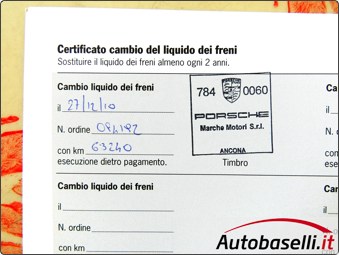 Certificato cambio del liquido dei freni
Sostituire il liquido dei freni almeno ogni 2 anni.
Cambio liquido dei freni
il 27/12/10
N. ordine 094192
con km 63240
esecuzione dietro pagamento.
784 0060
PORSCHE
Marche Motori S.r.l.
ANCONA
Timbro
Cambio liquido dei freni
il
N. ordine
con km
Autobaselli.it